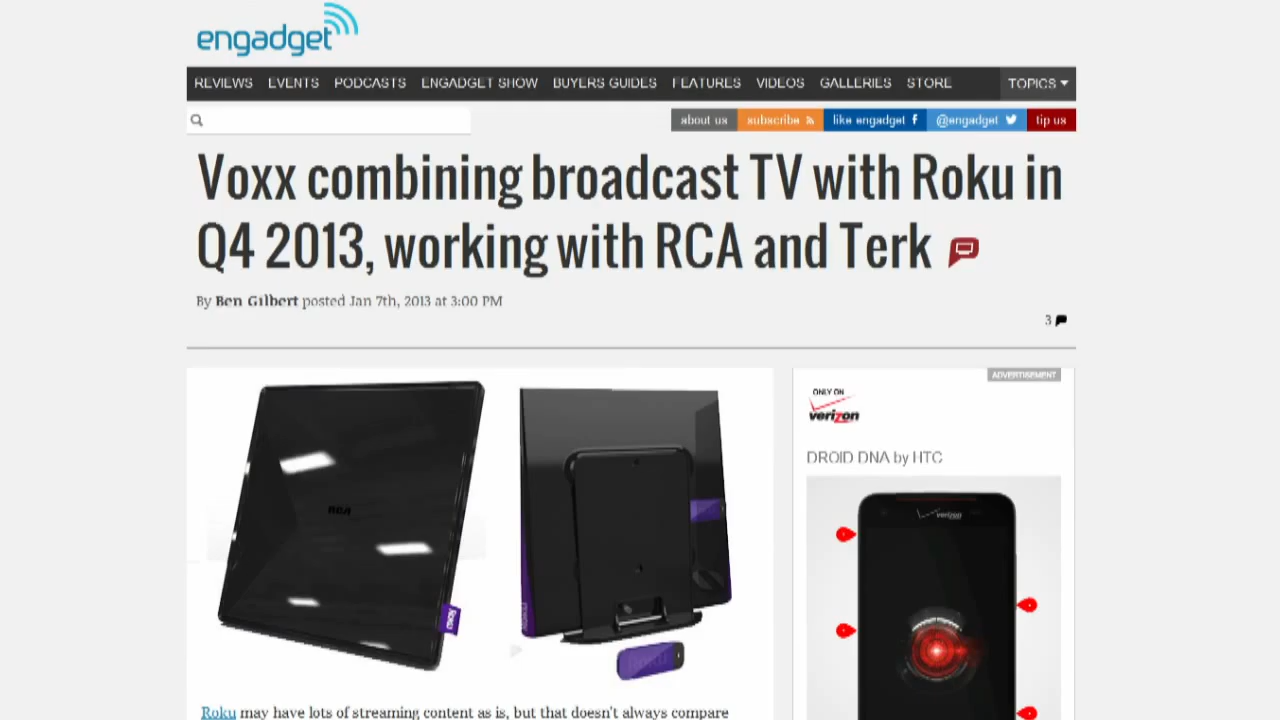 engadget
REVIEWS EVENTS PODCASTS ENGADGET SHOW BUYERS GUIDES FEATURES VIDEOS GALLERIES STORE TOPICS
about us subscribe like engadget @engadget tip us
Voxx combining broadcast TV with Roku in
Q4 2013, working with RCA and Terk
By Ben Gilbert posted Jan 7th, 2013 at 3:00 PM
3
ADVERTISEMENT
ONLY ON
verizon
DROID DNA by HTC
verizon
RCA
Roku
Roku may have lots of streaming content as is, but that doesn't always compare